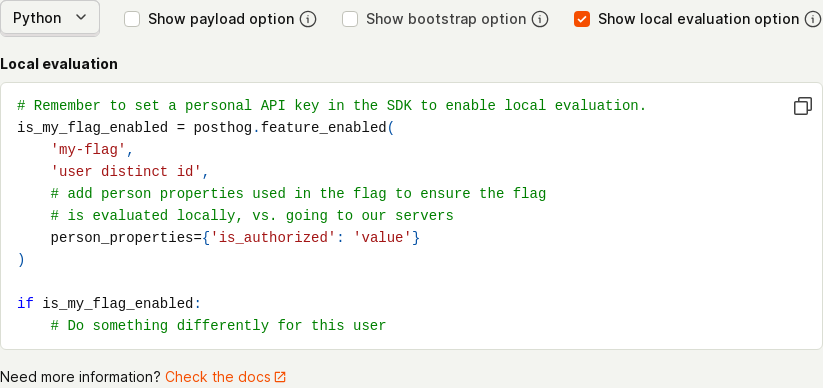 Python
Show payload option
Show bootstrap option
Show local evaluation option
Local evaluation
# Remember to set a personal API key in the SDK to enable local evaluation.
is_my_flag_enabled = posthog.feature_enabled(
    'my-flag',
    'user distinct id',
    # add person properties used in the flag to ensure the flag
    # is evaluated locally, vs. going to our servers
    person_properties={'is_authorized': 'value'}
)

if is_my_flag_enabled:
    # Do something differently for this user
Need more information? Check the docs